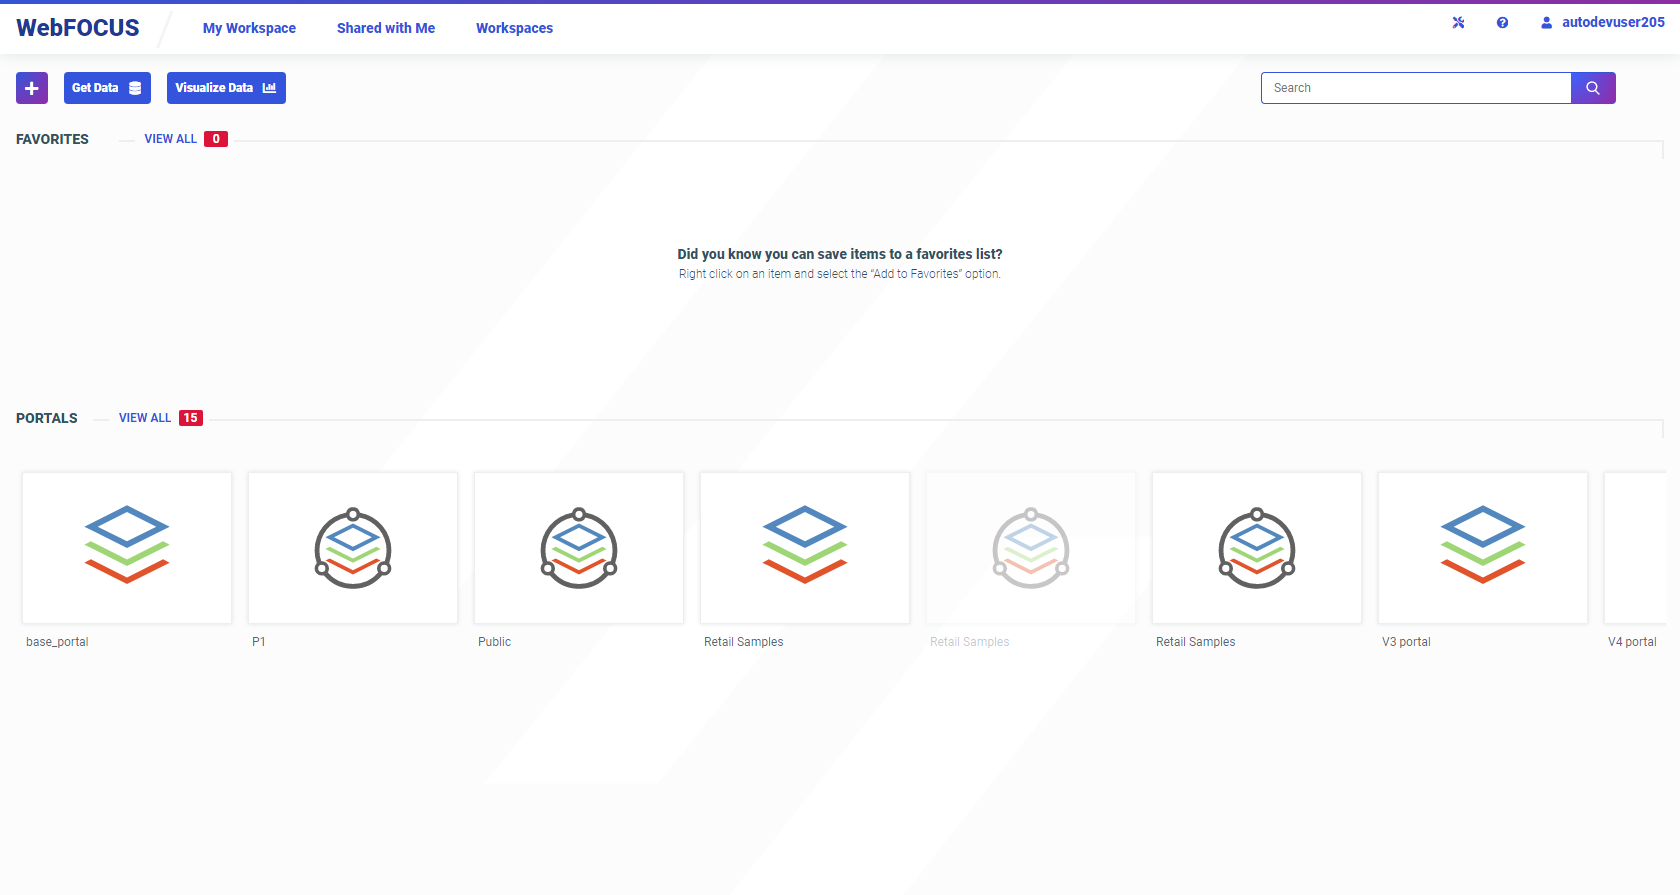 WebFOCUS
My Workspace
Shared with Me
Workspaces
autodevuser205
Get Data
Visualize Data
Search
FAVORITES
VIEW ALL 0
Did you know you can save items to a favorites list?
Right click on an item and select the “Add to Favorites” option.
PORTALS
VIEW ALL 15
base_portal
P1
Public
Retail Samples
Retail Samples
Retail Samples
V3 portal
V4 portal